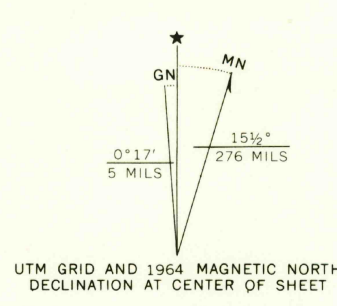 ★
GN
MN
0°17'
5 MILS
15½°
276 MILS
UTM GRID AND 1964 MAGNETIC NORTH
DECLINATION AT CENTER OF SHEET